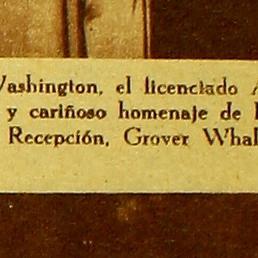 Washington, el licenciado A
y cariñoso homenaje de
Recepción, Grover Whal